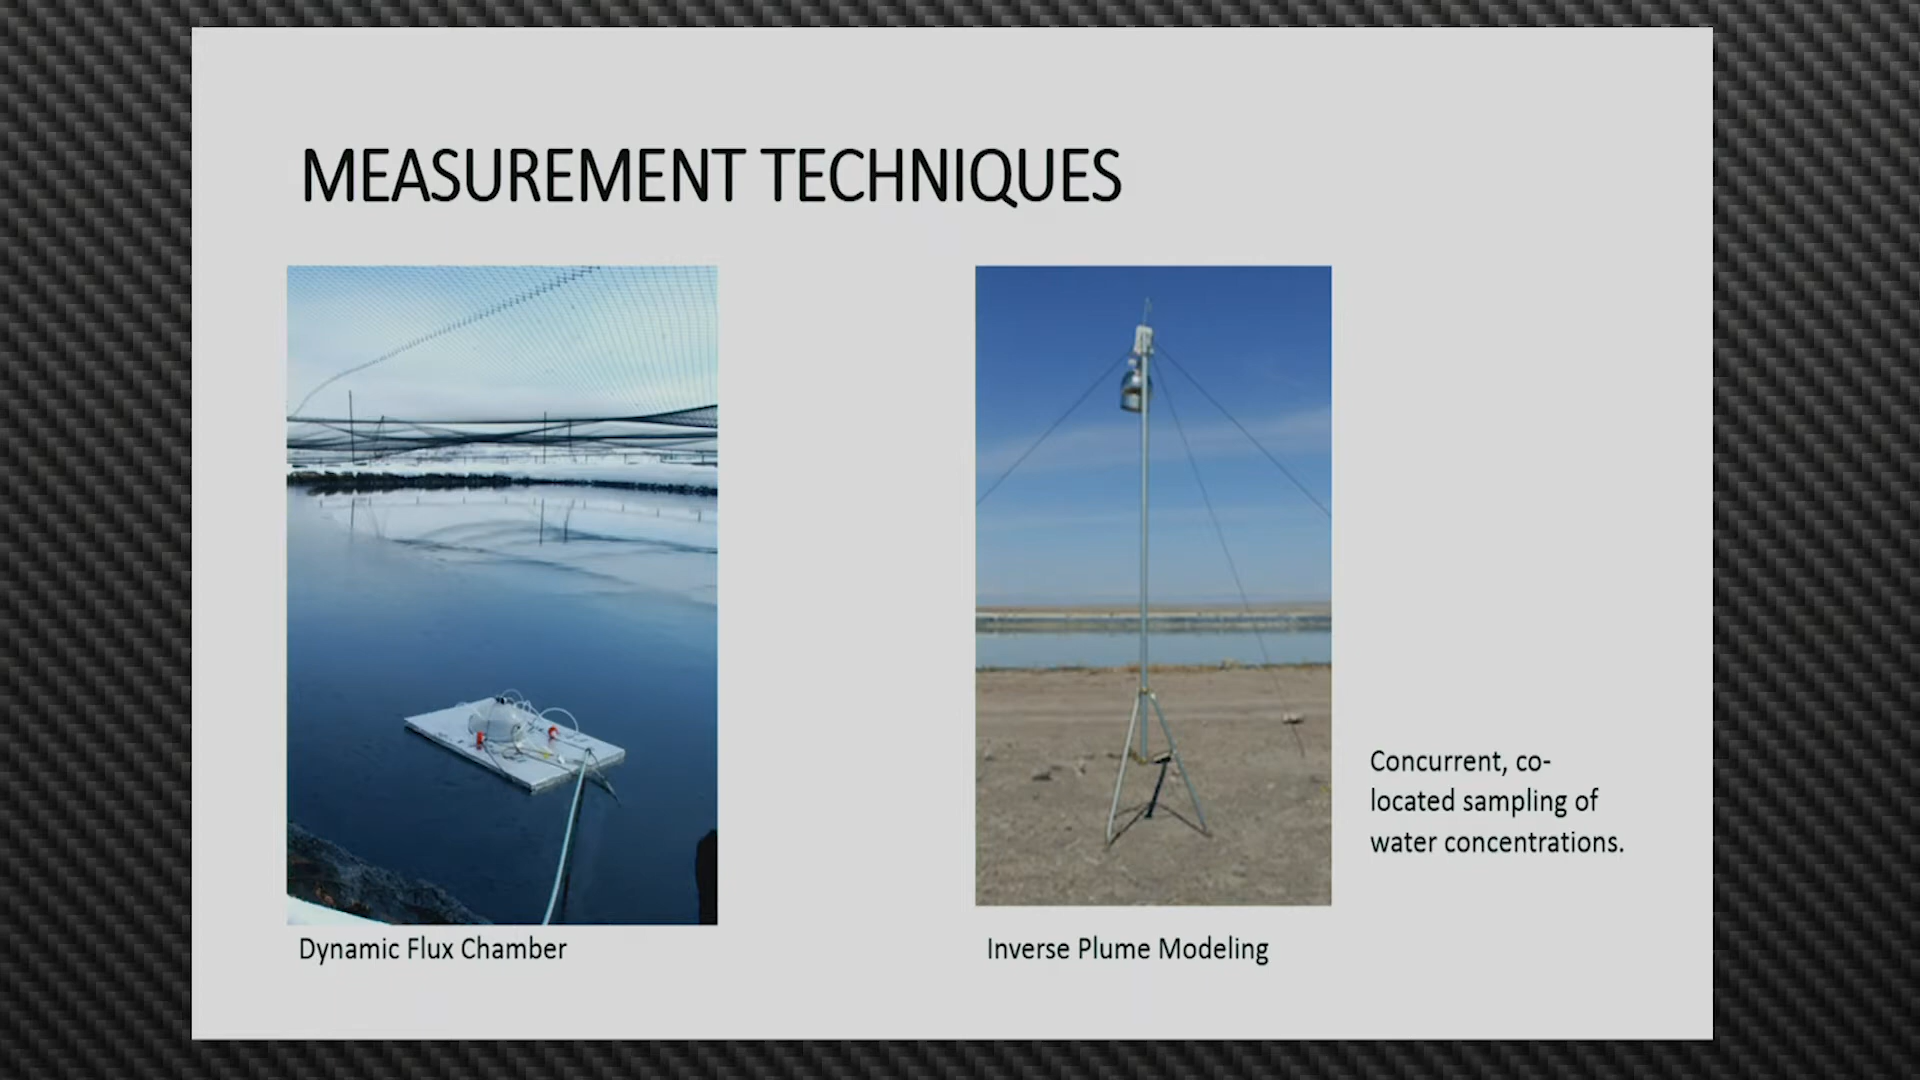 MEASUREMENT TECHNIQUES
Concurrent, co-
located sampling of
water concentrations.
Dynamic Flux Chamber
Inverse Plume Modeling